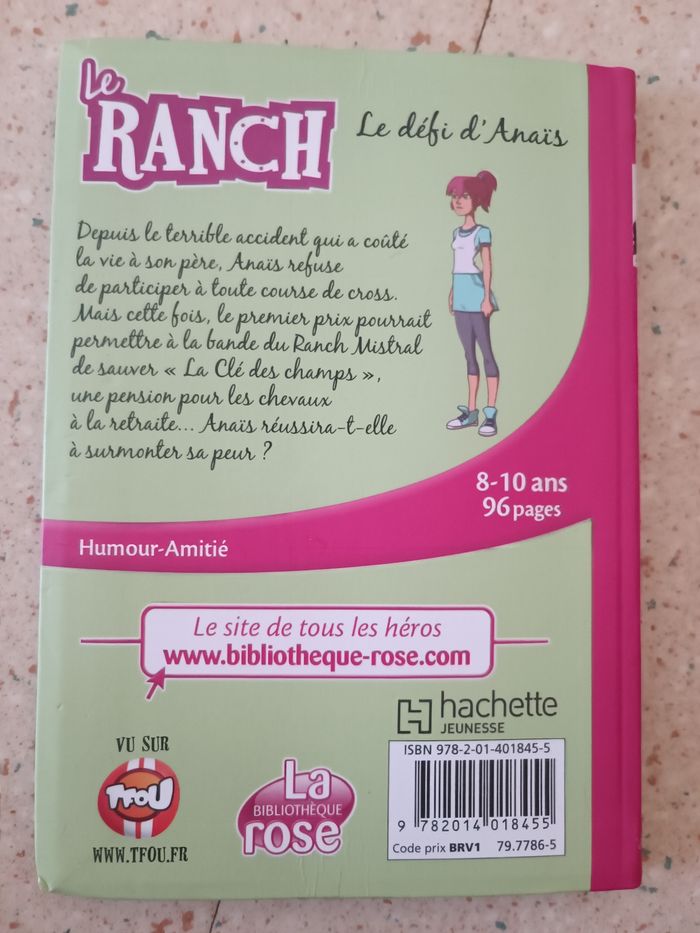 Le
RANCH
Le défi d'Anaïs
Depuis le terrible accident qui a coûté
la vie à son père, Anaïs refuse
de participer à toute course de cross.
Mais cette fois, le premier prix pourrait
permettre à la bande du Ranch Mistral
de sauver « La Clé des champs »,
une pension pour les chevaux
à la retraite... Anaïs réussira-t-elle
à surmonter sa peur ?
8-10 ans
96 pages
Humour-Amitié
Le site de tous les héros
www.bibliotheque-rose.com
hachette
JEUNESSE
ISBN 978-2-01-401845-5
9 782014 018455
Code prix BRV1 79.7786-5
VU SUR
TFOU
WWW.TFOU.FR
La
BIBLIOTHÈQUE
rose